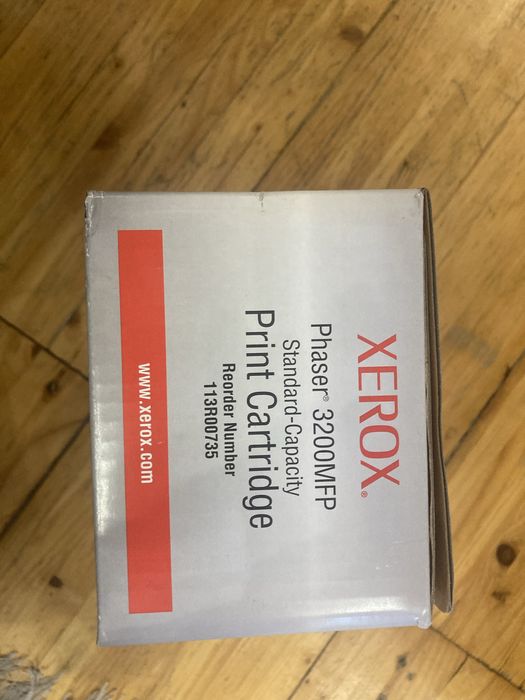 XEROX®
Phaser® 3200MFP
Standard-Capacity
Print Cartridge
Reorder Number
113R00735
www.xerox.com